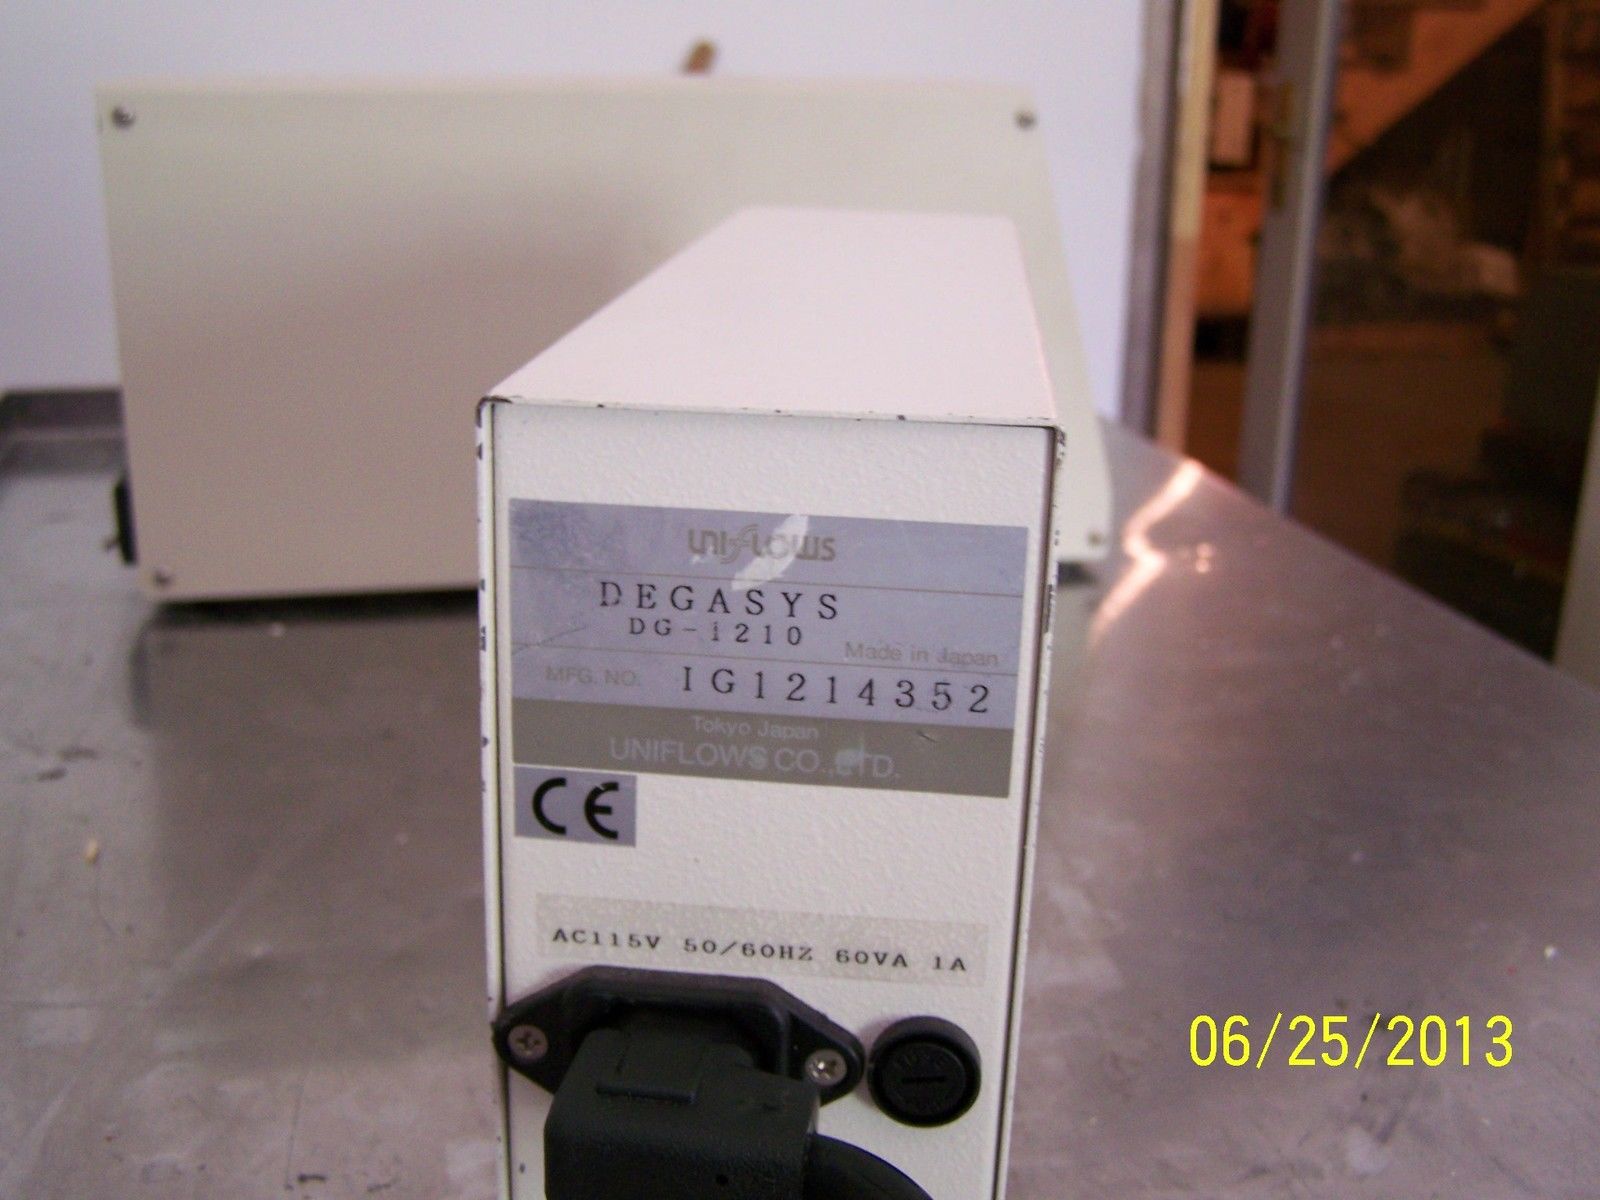 UNIFLOWS
DEGASYS
DG-1210
Made in Japan
MFG. NO. IG1214352
Tokyo Japan
UNIFLOWS CO., LTD.
CE
AC115V 50/60HZ 60VA 1A
06/25/2013